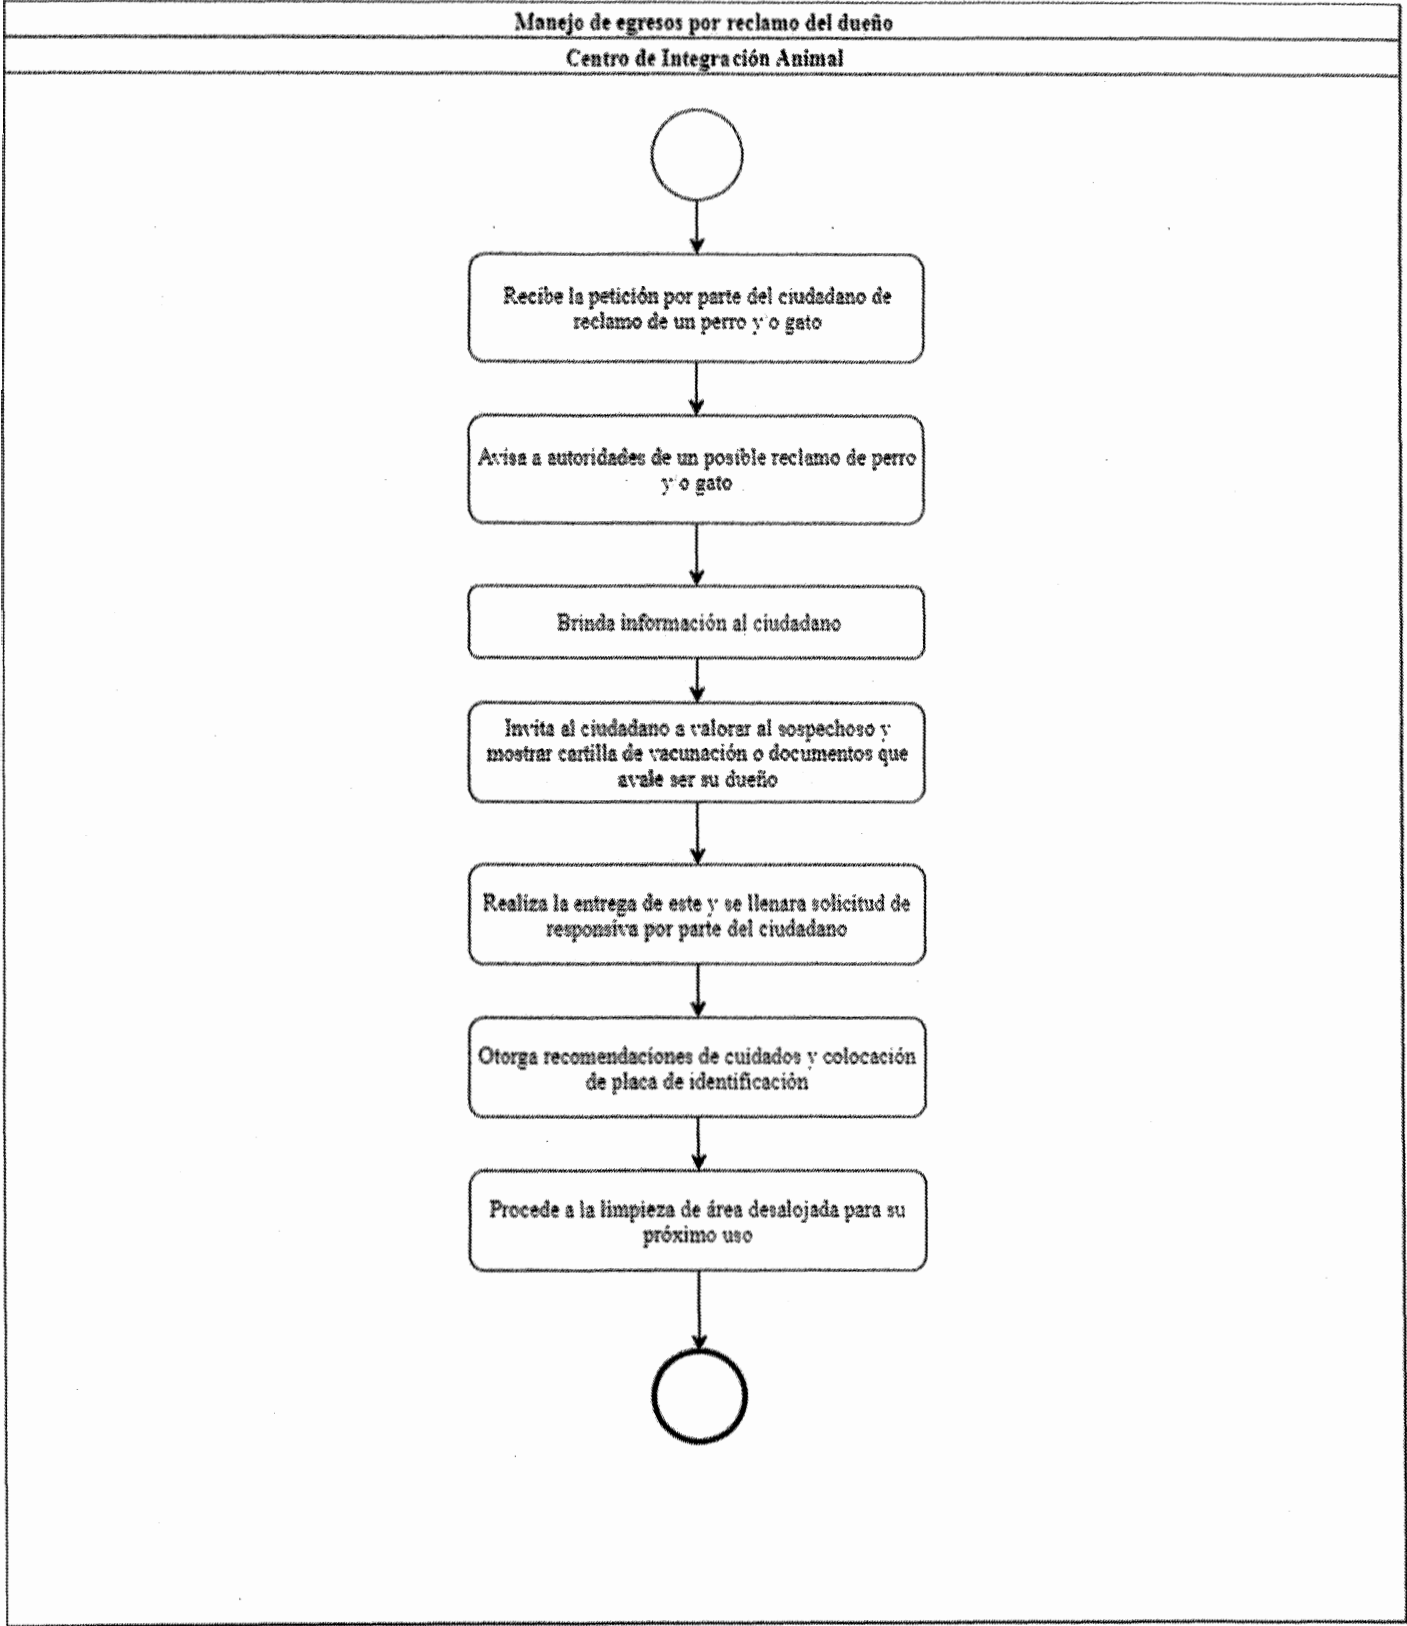 Manejo de egresos por reclamo del dueño
Centro de Integración Animal
Recibe la petición por parte del ciudadano de
reclamo de un perro y/o gato
Avisa a autoridades de un posible reclamo de perro
y/o gato
Brinda información al ciudadano
Invita al ciudadano a valorar al sospechoso y
mostrar cartilla de vacunación o documentos que
avale ser su dueño
Realiza la entrega de este y se llenara solicitud de
responsiva por parte del ciudadano
Otorga recomendaciones de cuidados y colocación
de placa de identificación
Procede a la limpieza de área desalojada para su
próximo uso